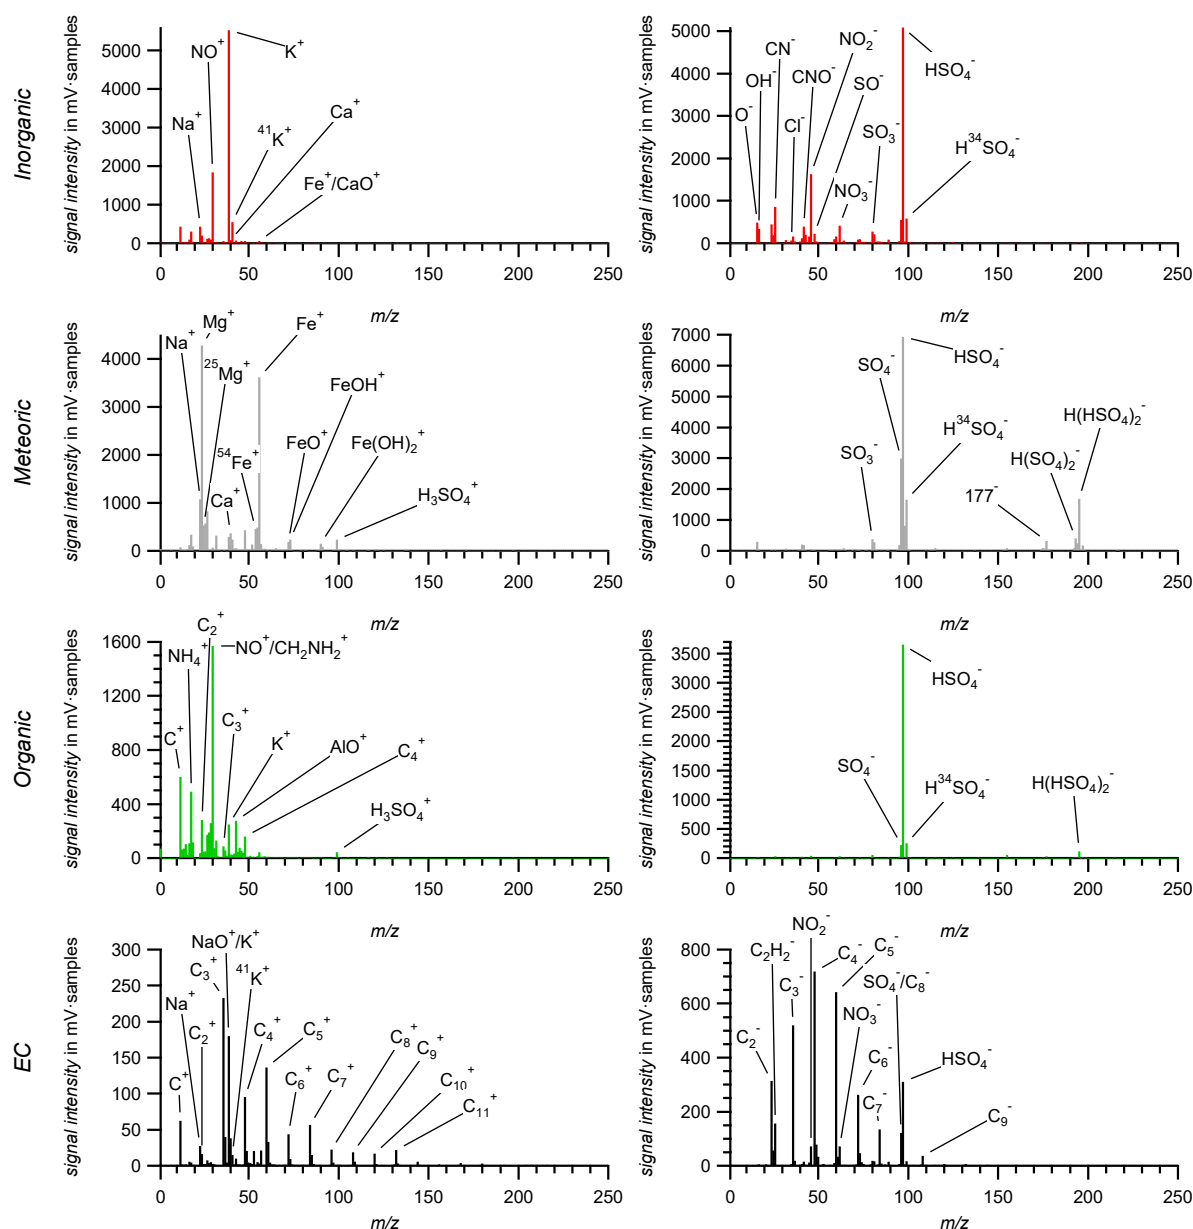 Inorganic
signal intensity in mV·samples
5000
4000
3000
2000
1000
0
0 50 100 150 200 250
m/z
Na⁺
NO⁺
K⁺
⁴¹K⁺
Ca⁺
Fe⁺/CaO⁺
signal intensity in mV·samples
5000
4000
3000
2000
1000
0
0 50 100 150 200 250
m/z
O⁻
OH⁻
CN⁻
Cl⁻
CNO⁻
NO₂⁻
SO⁻
NO₃⁻
SO₃⁻
HSO₄⁻
H³⁴SO₄⁻
Meteoric
signal intensity in mV·samples
4000
3000
2000
1000
0
0 50 100 150 200 250
m/z
Na⁺
Mg⁺
²⁵Mg⁺
Ca⁺
⁵⁴Fe⁺
Fe⁺
FeO⁺
FeOH⁺
Fe(OH)₂⁺
H₃SO₄⁺
signal intensity in mV·samples
7000
6000
5000
4000
3000
2000
1000
0
0 50 100 150 200 250
m/z
SO₃⁻
SO₄⁻
HSO₄⁻
H³⁴SO₄⁻
177⁻
H(SO₄)₂⁻
H(HSO₄)₂⁻
Organic
signal intensity in mV·samples
1600
1200
800
400
0
0 50 100 150 200 250
m/z
C⁺
NH₄⁺
C₂⁺
NO⁺/CH₂NH₂⁺
C₃⁺
K⁺
AlO⁺
C₄⁺
H₃SO₄⁺
signal intensity in mV·samples
3500
3000
2500
2000
1500
1000
500
0
0 50 100 150 200 250
m/z
SO₄⁻
HSO₄⁻
H³⁴SO₄⁻
H(HSO₄)₂⁻
EC
signal intensity in mV·samples
300
250
200
150
100
50
0
0 50 100 150 200 250
m/z
C⁺
Na⁺
C₂⁺
C₃⁺
NaO⁺/K⁺
⁴¹K⁺
C₄⁺
C₅⁺
C₆⁺
C₇⁺
C₈⁺
C₉⁺
C₁₀⁺
C₁₁⁺
signal intensity in mV·samples
800
600
400
200
0
0 50 100 150 200 250
m/z
C₂⁻
C₂H₂⁻
C₃⁻
NO₂⁻
C₄⁻
C₅⁻
NO₃⁻
C₆⁻
C₇⁻
SO₄⁻/C₈⁻
HSO₄⁻
C₉⁻